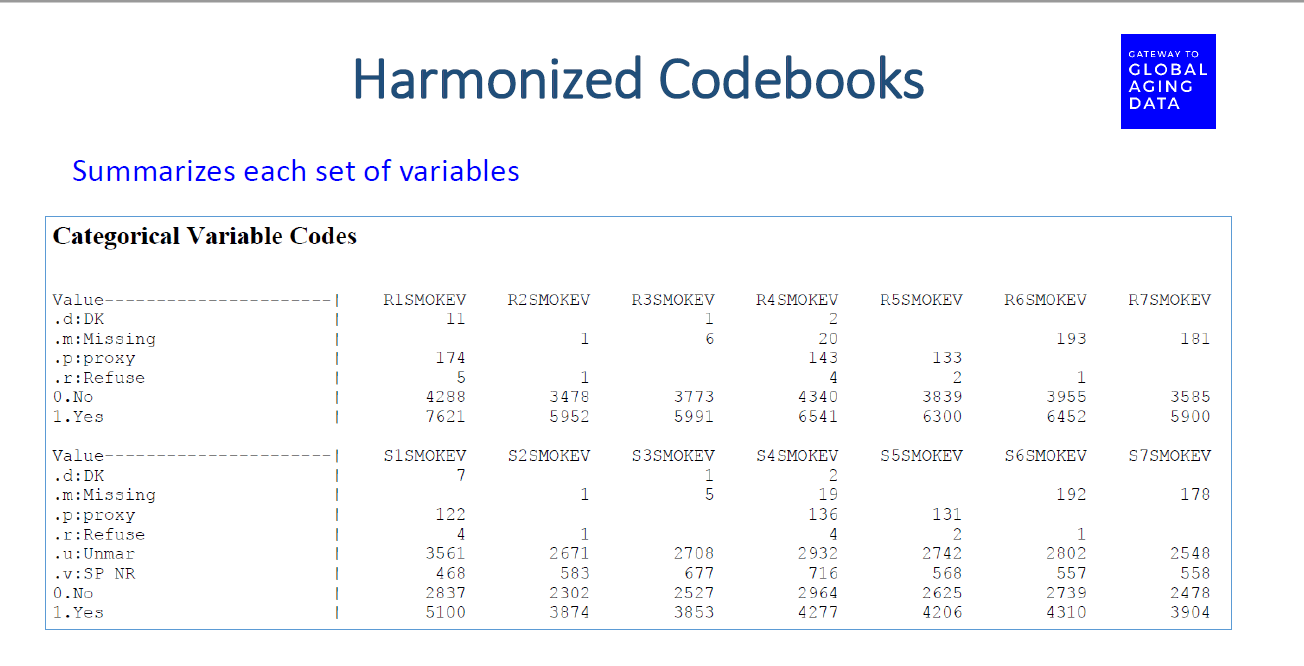 Harmonized Codebooks
GATEWAY TO
GLOBAL
AGING
DATA
Summarizes each set of variables
Categorical Variable Codes
Value----------------------| R1SMOKEV R2SMOKEV R3SMOKEV R4SMOKEV R5SMOKEV R6SMOKEV R7SMOKEV
.d:DK | 11 1 2
.m:Missing | 1 6 20 193 181
.p:proxy | 174 143 133
.r:Refuse | 5 1 4 2 1
0.No | 4288 3478 3773 4340 3839 3955 3585
1.Yes | 7621 5952 5991 6541 6300 6452 5900
Value----------------------| S1SMOKEV S2SMOKEV S3SMOKEV S4SMOKEV S5SMOKEV S6SMOKEV S7SMOKEV
.d:DK | 7 1 2
.m:Missing | 1 5 19 192 178
.p:proxy | 122 136 131
.r:Refuse | 4 1 4 2 1
.u:Unmar | 3561 2671 2708 2932 2742 2802 2548
.v:SP NR | 468 583 677 716 568 557 558
0.No | 2837 2302 2527 2964 2625 2739 2478
1.Yes | 5100 3874 3853 4277 4206 4310 3904